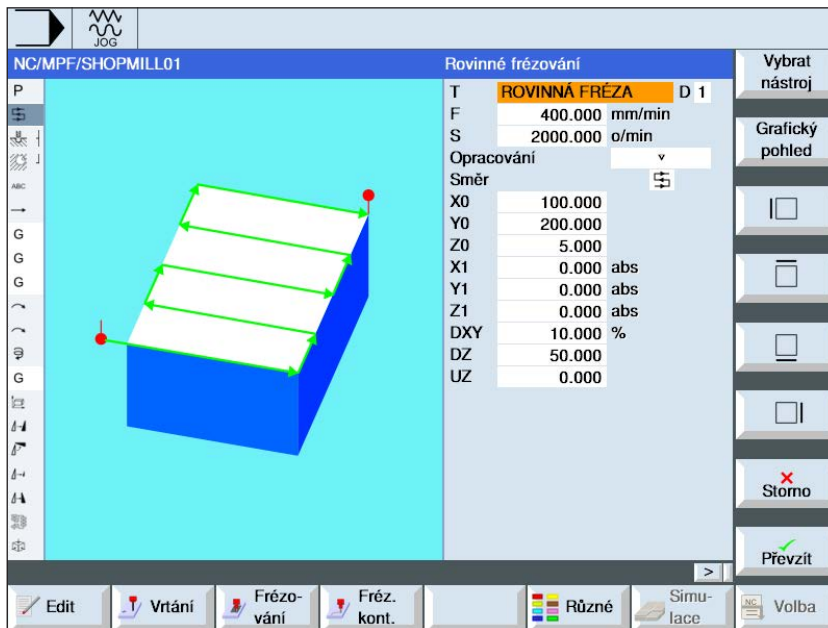 JOG
NC/MPF/SHOPMILL01
Rovinné frézování
P
ABC
G
G
G
G
T ROVINNÁ FRÉZA D 1
F 400.000 mm/min
S 2000.000 o/min
Opracování ▿
Směr
X0 100.000
Y0 200.000
Z0 5.000
X1 0.000 abs
Y1 0.000 abs
Z1 0.000 abs
DXY 10.000 %
DZ 50.000
UZ 0.000
Vybrat
nástroj
Grafický
pohled
Storno
Převzít
>
Edit
Vrtání
Frézo-
vání
Fréz.
kont.
Různé
Simu-
lace
NC
Volba